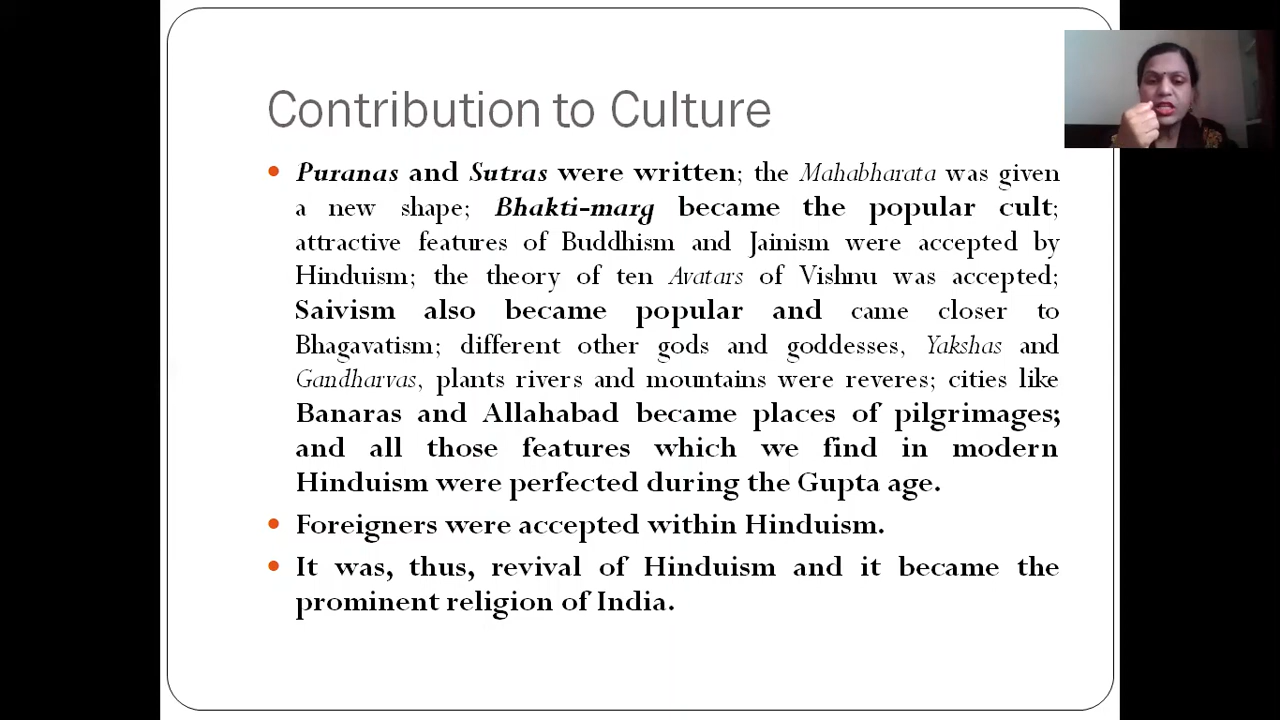 Contribution to Culture
• Puranas and Sutras were written; the Mahabharata was given
a new shape; Bhakti-marg became the popular cult;
attractive features of Buddhism and Jainism were accepted by
Hinduism; the theory of ten Avatars of Vishnu was accepted;
Saivism also became popular and came closer to
Bhagavatism; different other gods and goddesses, Yakshas and
Gandharvas, plants rivers and mountains were reveres; cities like
Banaras and Allahabad became places of pilgrimages;
and all those features which we find in modern
Hinduism were perfected during the Gupta age.
• Foreigners were accepted within Hinduism.
• It was, thus, revival of Hinduism and it became the
prominent religion of India.